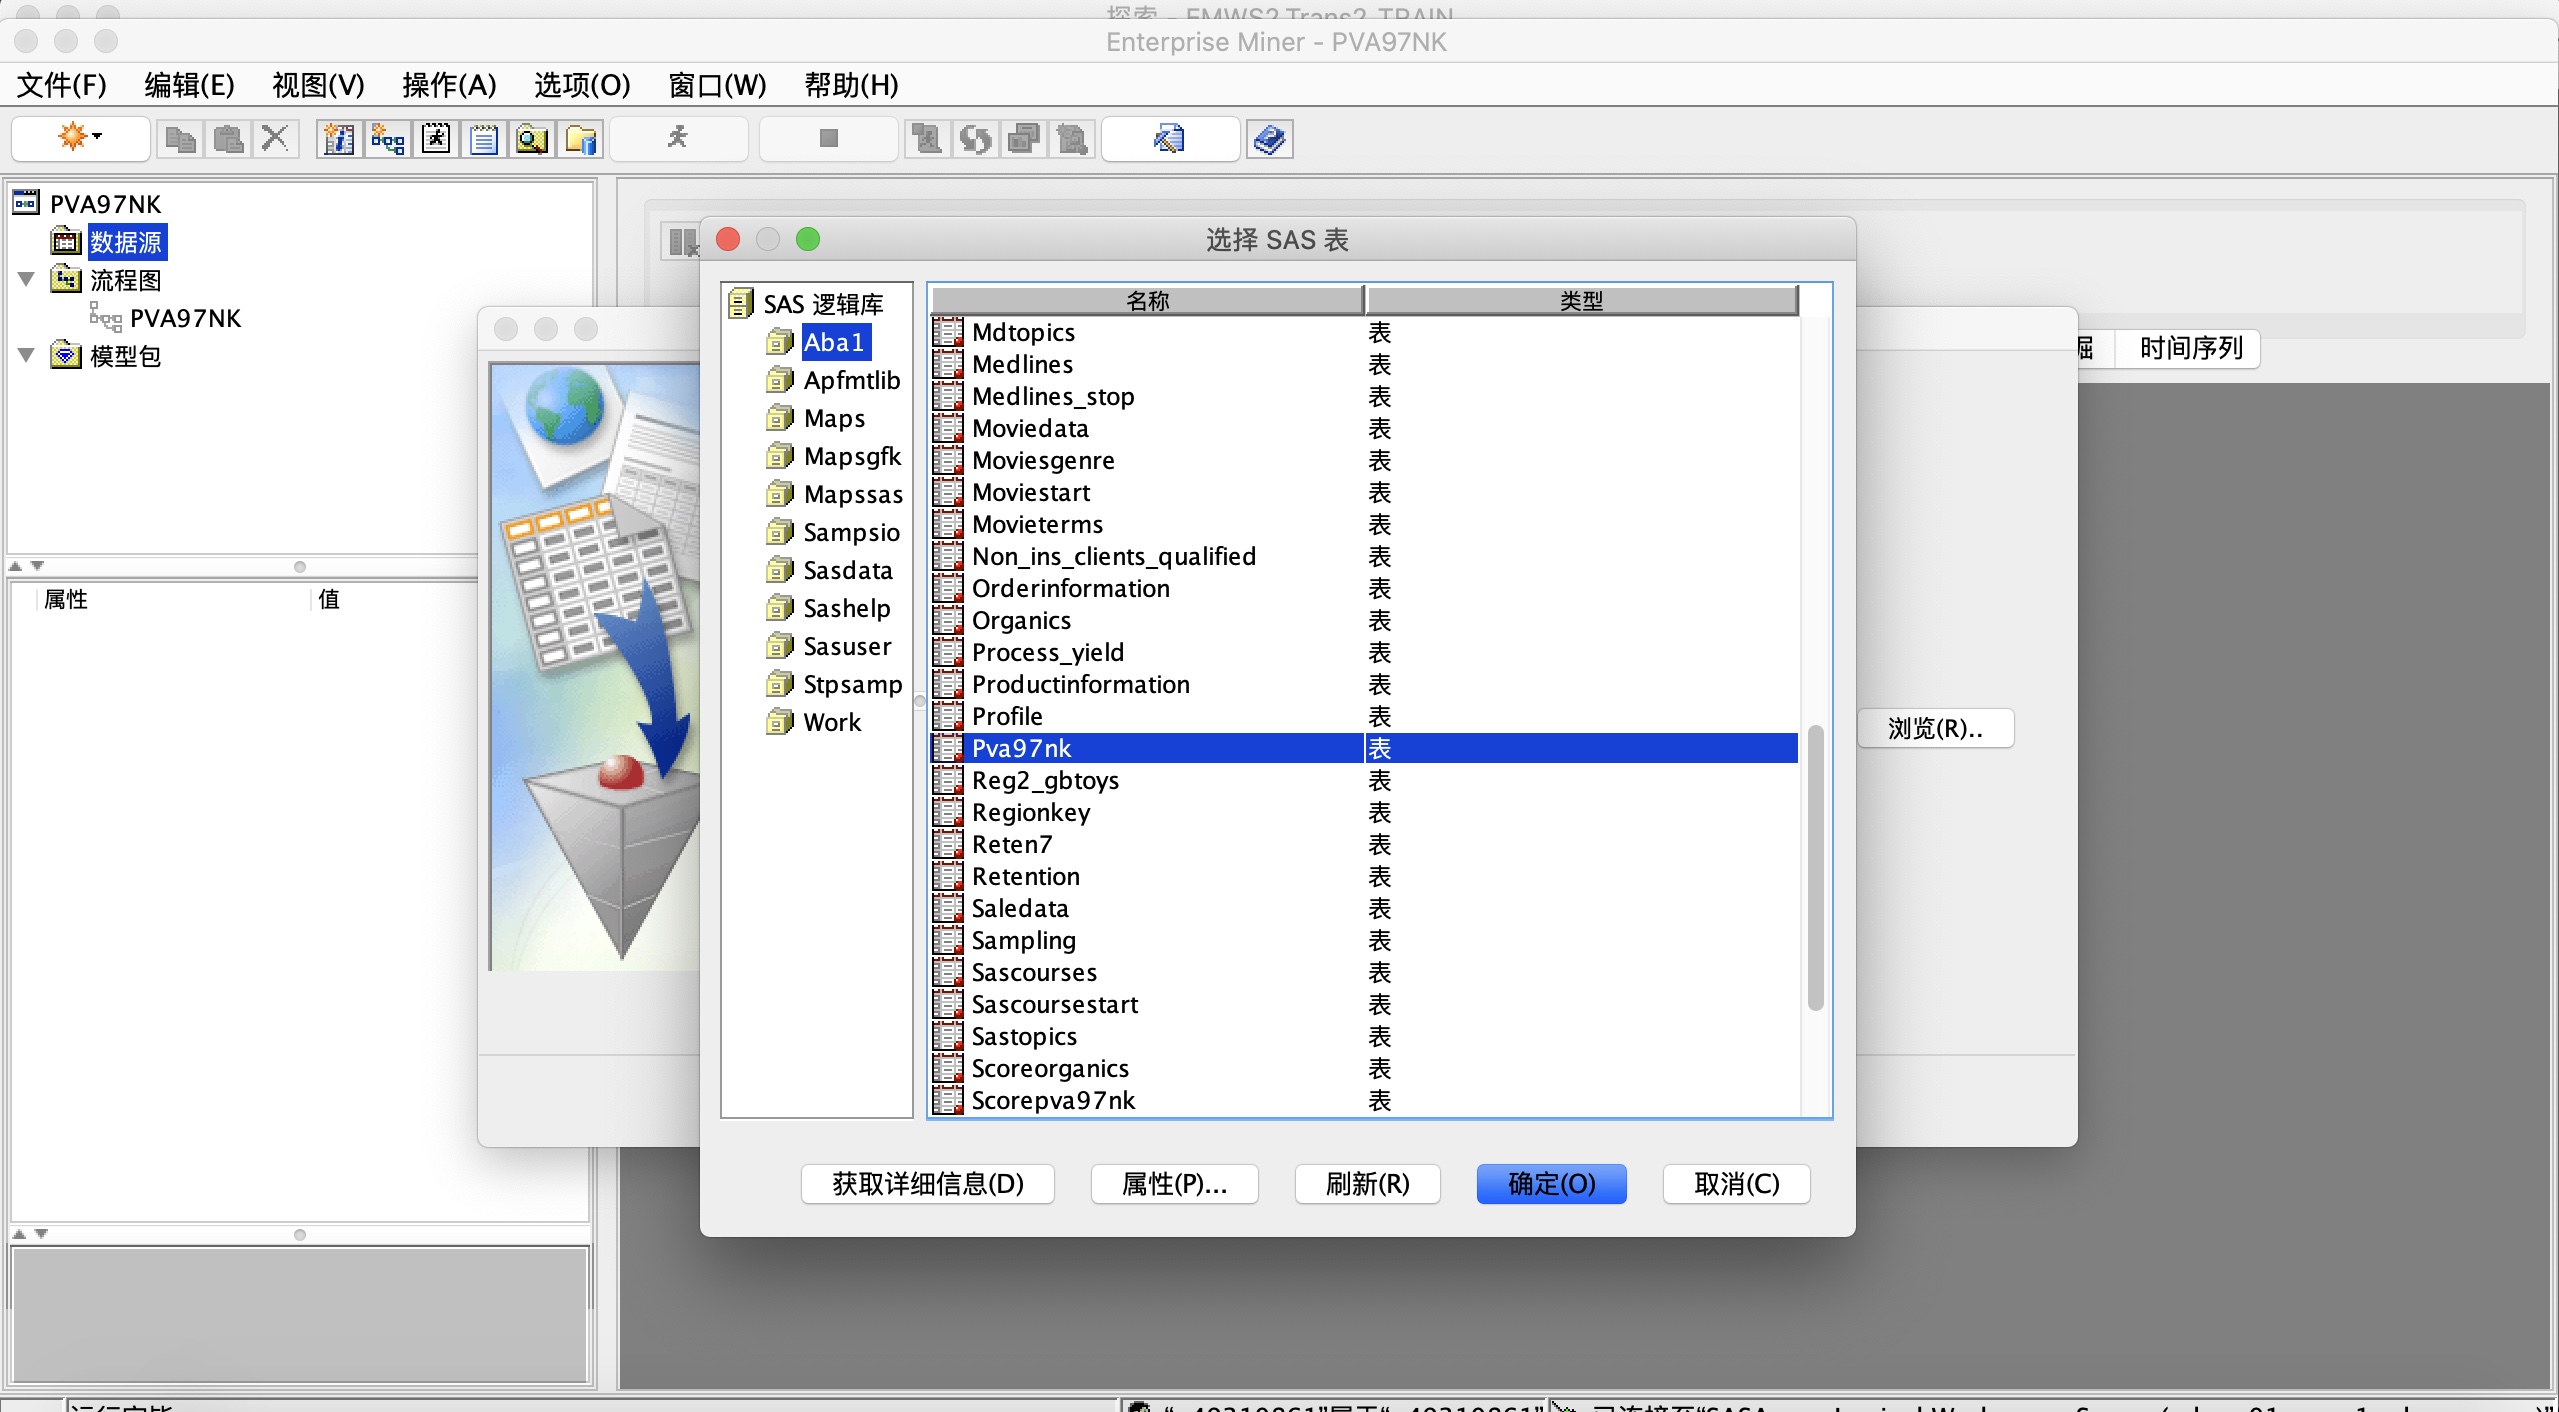 Enterprise Miner - PVA97NK
文件(F) 编辑(E) 视图(V) 操作(A) 选项(O) 窗口(W) 帮助(H)
PVA97NK
数据源
流程图
PVA97NK
模型包
属性 值
选择 SAS 表
SAS 逻辑库
Aba1
Apfmtlib
Maps
Mapsgfk
Mapssas
Sampsio
Sasdata
Sashelp
Sasuser
Stpsamp
Work
名称 类型
Mdtopics 表
Medlines 表
Medlines_stop 表
Moviedata 表
Moviesgenre 表
Moviestart 表
Movieterms 表
Non_ins_clients_qualified 表
Orderinformation 表
Organics 表
Process_yield 表
Productinformation 表
Profile 表
Pva97nk 表
Reg2_gbtoys 表
Regionkey 表
Reten7 表
Retention 表
Saledata 表
Sampling 表
Sascourses 表
Sascoursestart 表
Sastopics 表
Scoreorganics 表
Scorepva97nk 表
获取详细信息(D) 属性(P)... 刷新(R) 确定(O) 取消(C)
时间序列
浏览(R)..